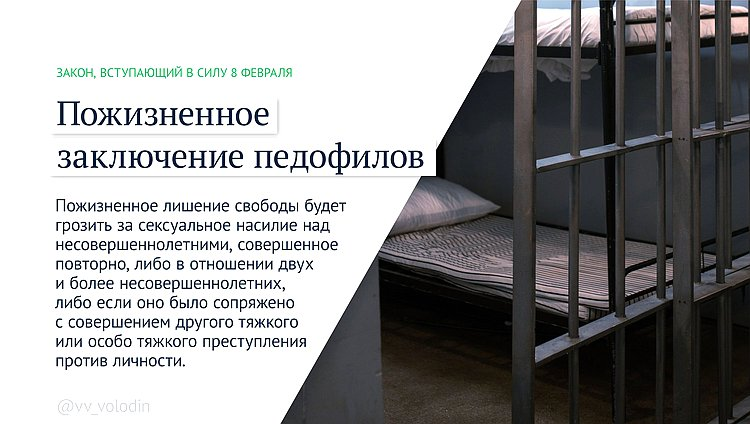 ЗАКОН, ВСТУПАЮЩИЙ В СИЛУ 8 ФЕВРАЛЯ
Пожизненное
заключение педофилов
Пожизненное лишение свободы будет
грозить за сексуальное насилие над
несовершеннолетними, совершенное
повторно, либо в отношении двух
и более несовершеннолетних,
либо если оно было сопряжено
с совершением другого тяжкого
или особо тяжкого преступления
против личности.
@vv_volodin